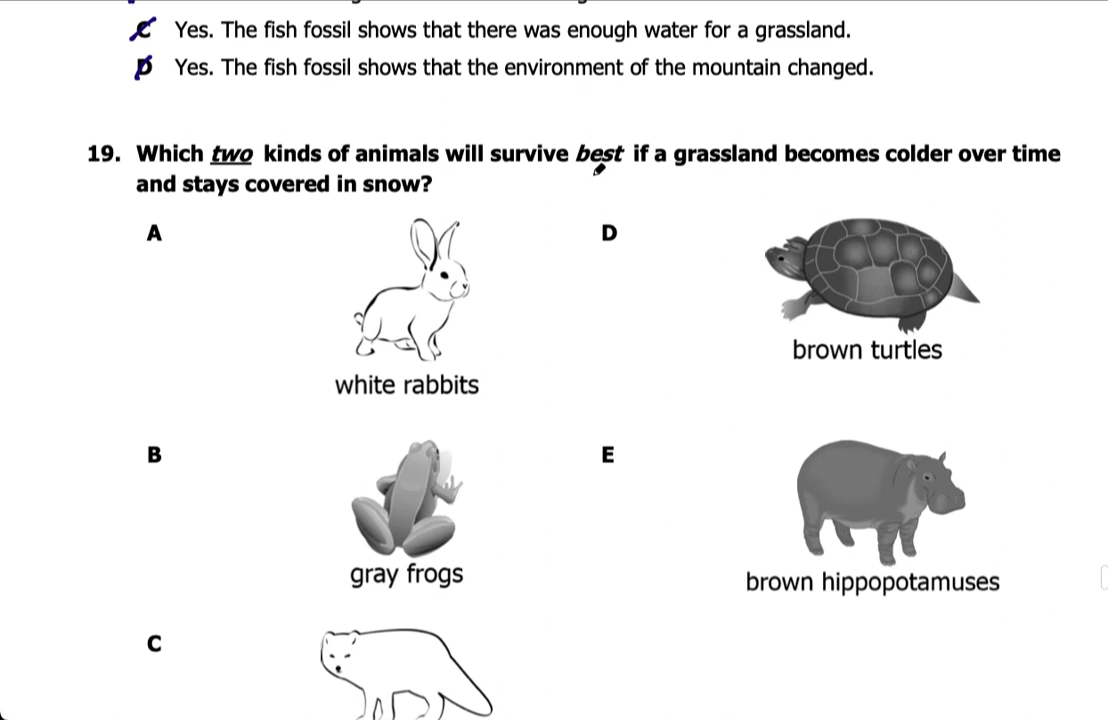 C Yes. The fish fossil shows that there was enough water for a grassland.
D Yes. The fish fossil shows that the environment of the mountain changed.
19. Which two kinds of animals will survive best if a grassland becomes colder over time
and stays covered in snow?
A
white rabbits
B
gray frogs
C
D
brown turtles
E
brown hippopotamuses